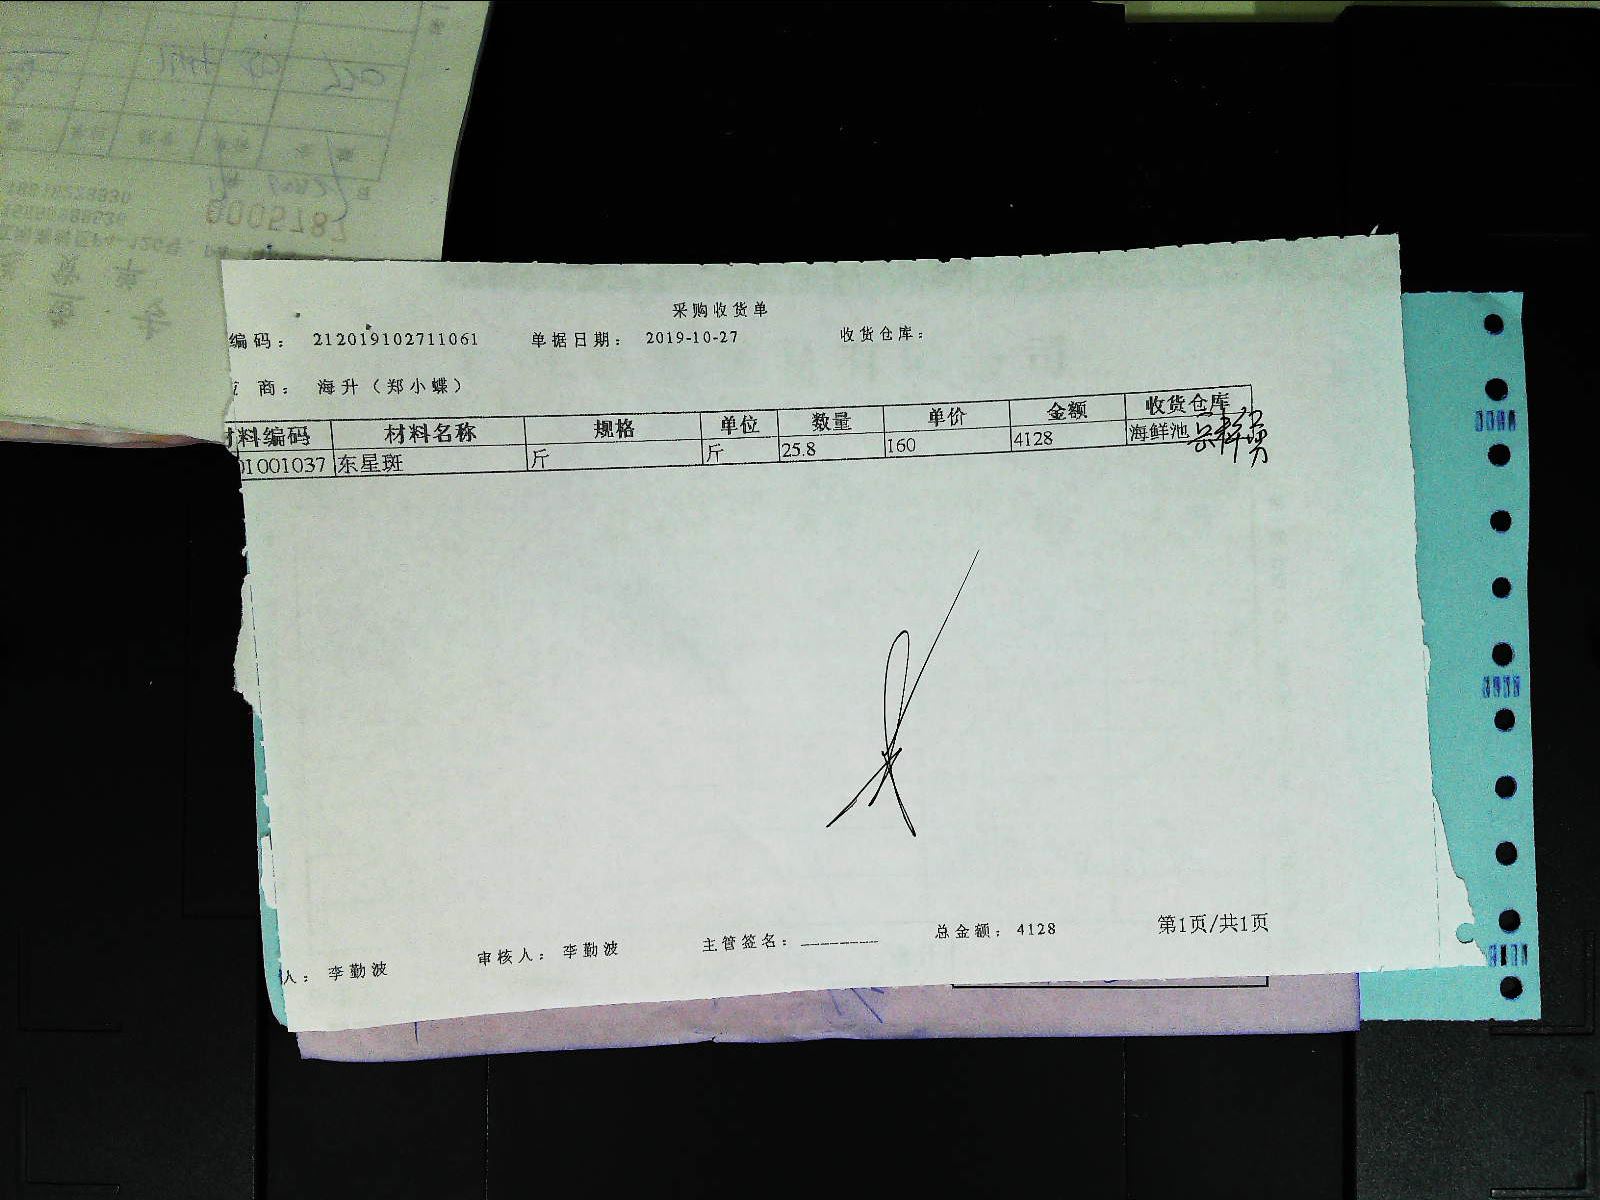 000578
采购收货单
编码： 212019102711061 单据日期： 2019-10-27 收货仓库：
商： 海升（郑小蝶）
材料编码 材料名称 规格 单位 数量 单价 金额 收货仓库
01001037 东星斑 斤 斤 25.8 160 4128 海鲜池
人： 李勤波 审核人： 李勤波 主管签名：________ 总金额： 4128 第1页/共1页